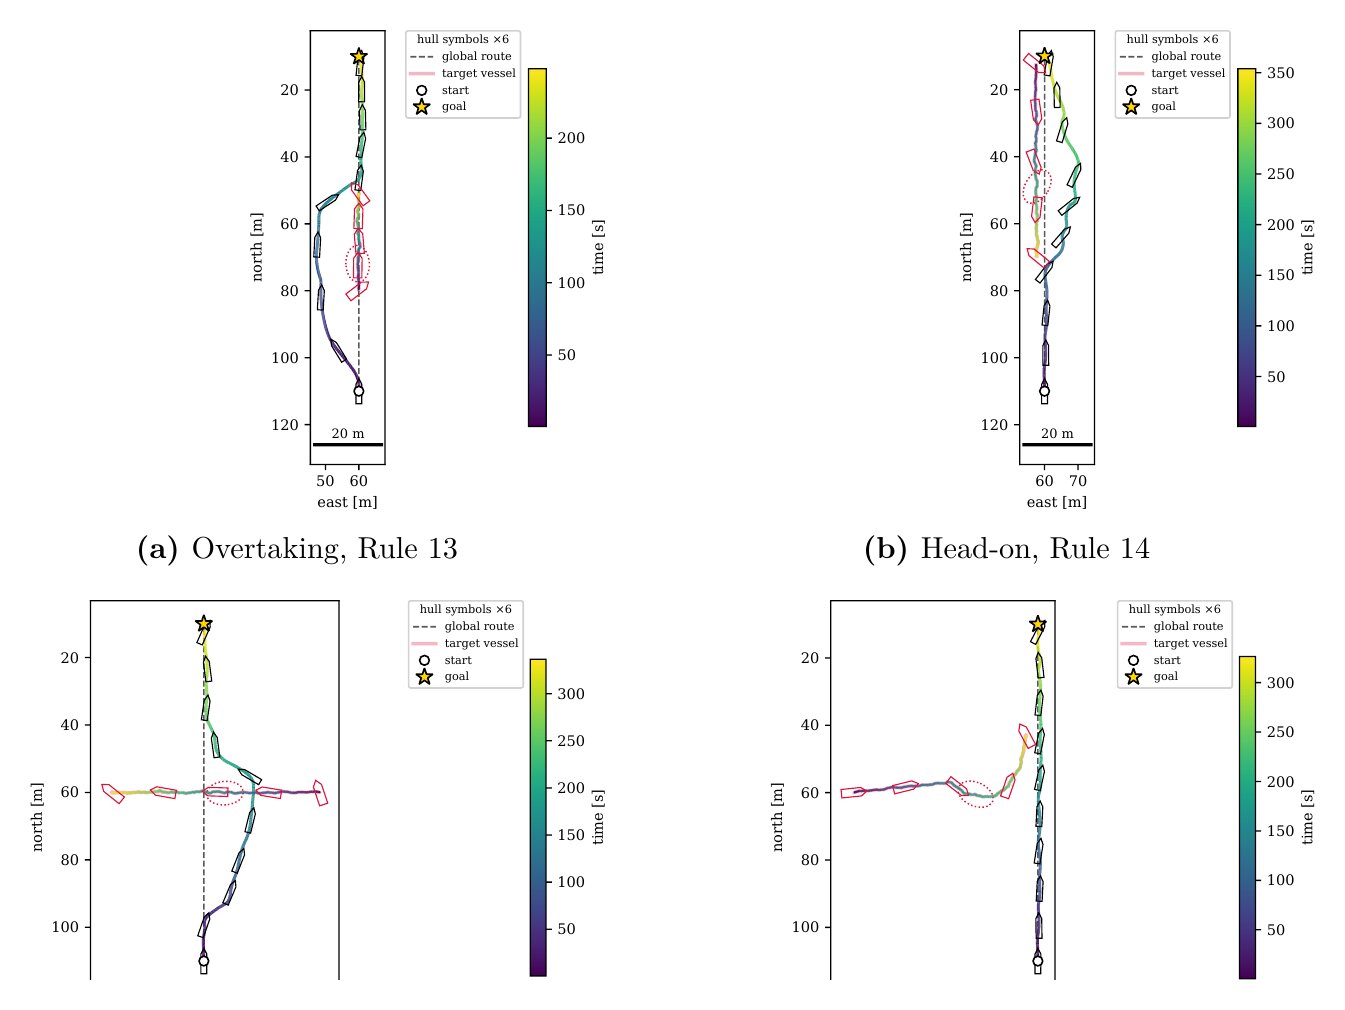 hull symbols ×6
global route
target vessel
start
goal
20
40
60
80
100
120
north [m]
20 m
50 60
east [m]
200
150
100
50
time [s]
hull symbols ×6
global route
target vessel
start
goal
20
40
60
80
100
120
north [m]
20 m
60 70
east [m]
350
300
250
200
150
100
50
time [s]
(a) Overtaking, Rule 13
(b) Head-on, Rule 14
hull symbols ×6
global route
target vessel
start
goal
20
40
60
80
100
north [m]
300
250
200
150
100
50
time [s]
hull symbols ×6
global route
target vessel
start
goal
20
40
60
80
100
north [m]
300
250
200
150
100
50
time [s]